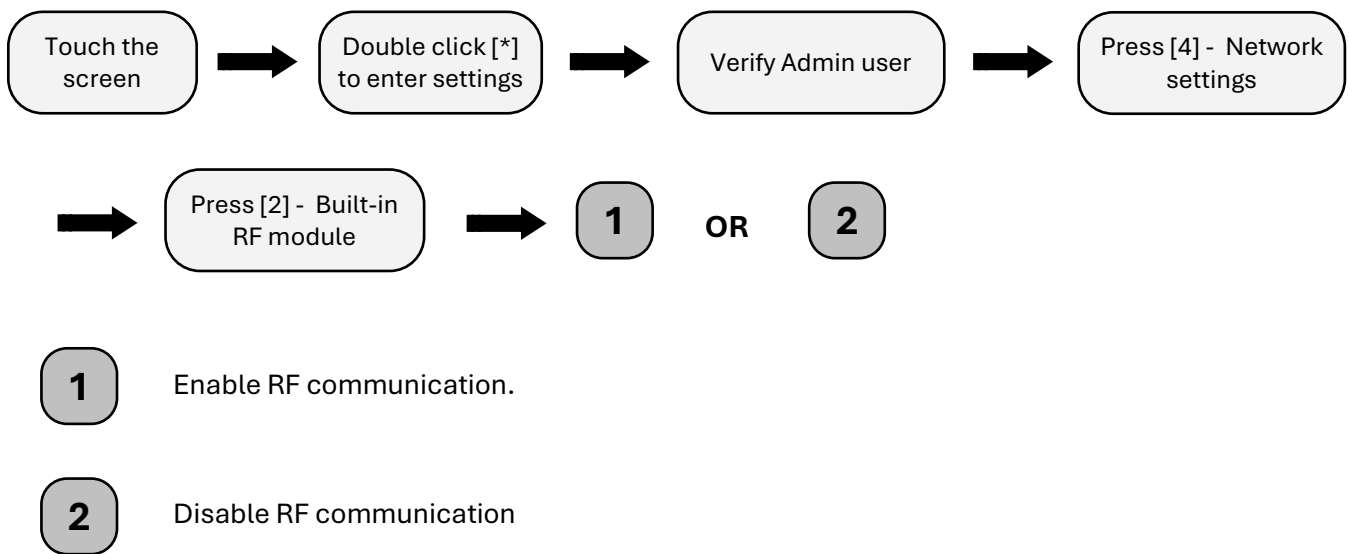 Touch the
screen
Double click [*]
to enter settings
Verify Admin user
Press [4] - Network
settings
Press [2] - Built-in
RF module
1
OR
2
1
Enable RF communication.
2
Disable RF communication